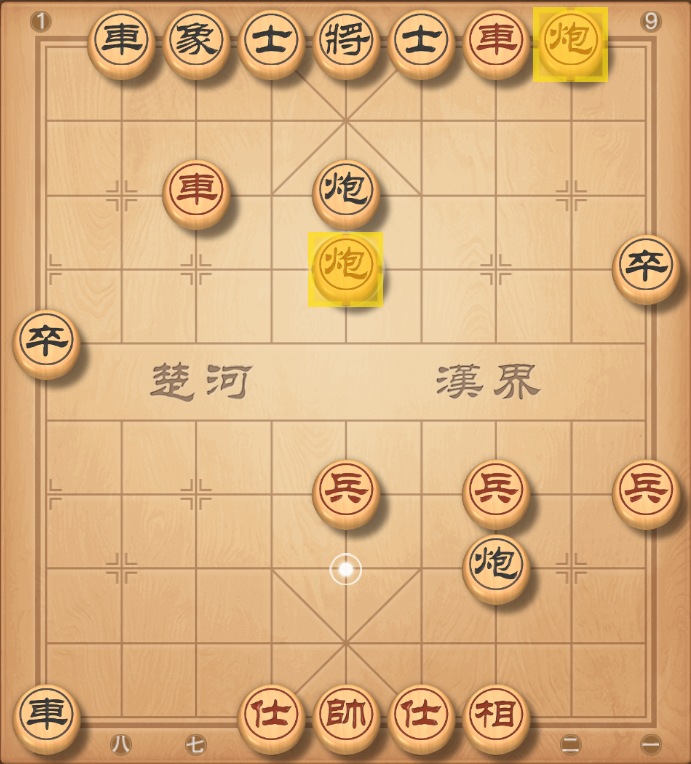 1 9
車 象 士 將 士 車 炮
車 炮
炮 卒
卒
楚河 漢界
兵 兵 兵
炮
車 仕 帥 仕 相
八 七 二 一